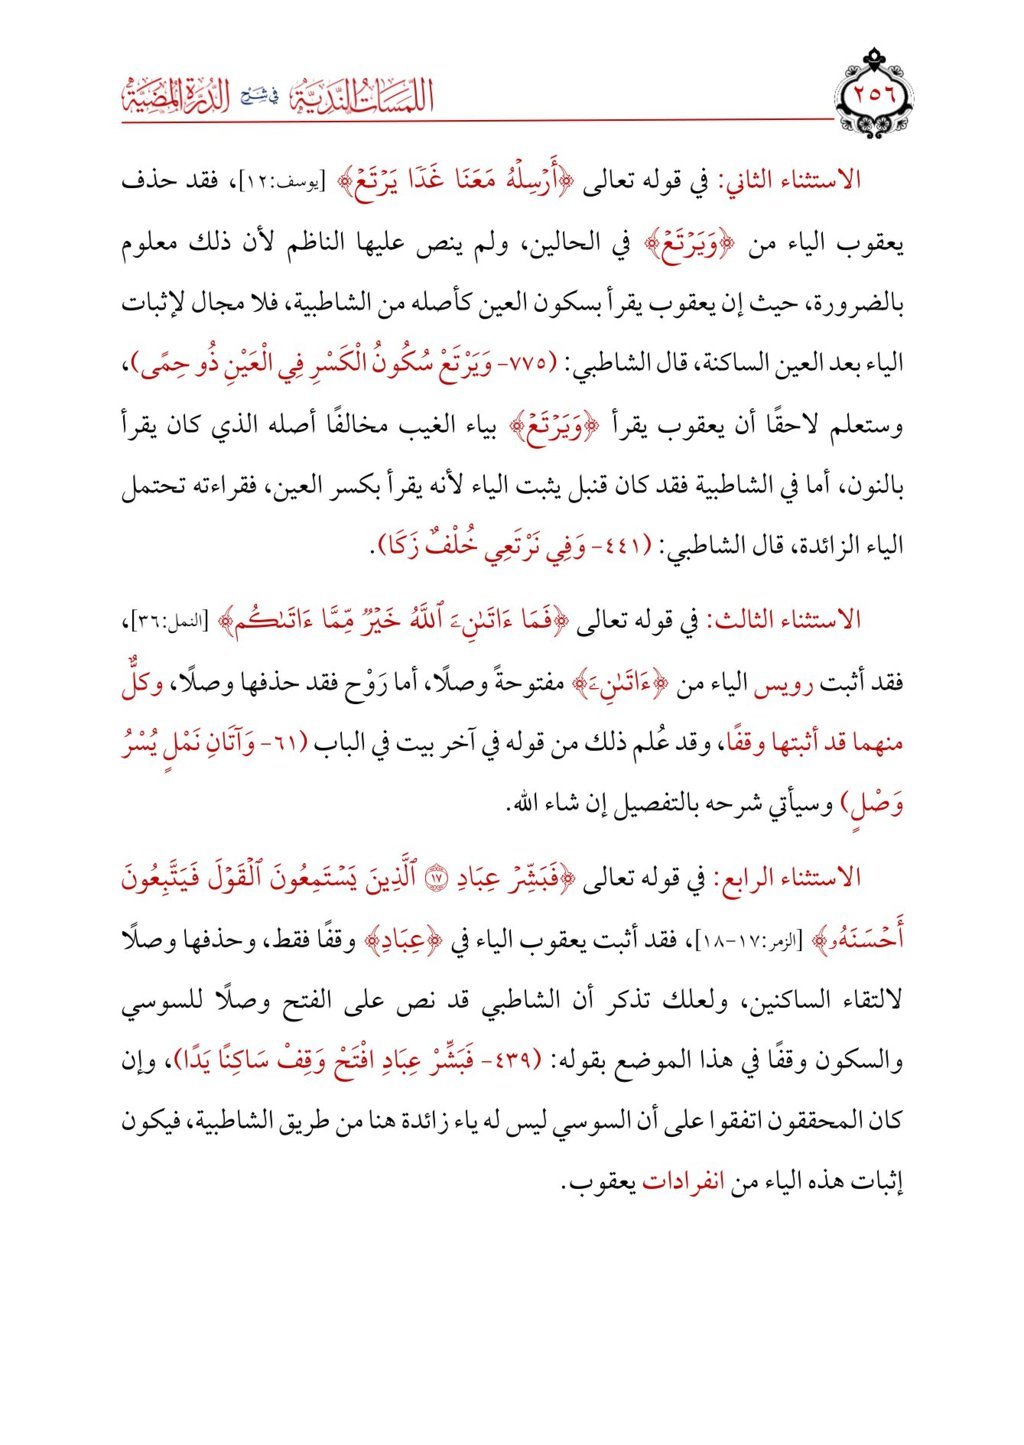 اللمسات الندية في شرح الدرة المضية
٢٥٦
الاستثناء الثاني: في قوله تعالى ﴿أَرۡسِلۡهُ مَعَنَا غَدٗا يَرۡتَعۡ﴾ [يوسف:١٢]، فقد حذف
يعقوب الياء من ﴿وَيَرۡتَعۡ﴾ في الحالين، ولم ينص عليها الناظم لأن ذلك معلوم
بالضرورة، حيث إن يعقوب يقرأ بسكون العين كأصله من الشاطبية، فلا مجال لإثبات
الياء بعد العين الساكنة، قال الشاطبي: (٧٧٥- وَيَرْتَعْ سُكُونُ الْكَسْرِ فِي الْعَيْنِ ذُو حِمًى)،
وستعلم لاحقًا أن يعقوب يقرأ ﴿وَيَرۡتَعۡ﴾ بياء الغيب مخالفًا أصله الذي كان يقرأ
بالنون، أما في الشاطبية فقد كان قنبل يثبت الياء لأنه يقرأ بكسر العين، فقراءته تحتمل
الياء الزائدة، قال الشاطبي: (٤٤١- وَفِي نَرْتَعِي خُلْفٌ زَكَا).
الاستثناء الثالث: في قوله تعالى ﴿فَمَا ءَاتَىٰنِۦَ ٱللَّهُ خَيۡرٞ مِّمَّا ءَاتَىٰكُم﴾ [النمل:٣٦]،
فقد أثبت رويس الياء من ﴿ءَاتَىٰنِۦَ﴾ مفتوحةً وصلًا، أما رَوْح فقد حذفها وصلًا، وكلٌّ
منهما قد أثبتها وقفًا، وقد عُلم ذلك من قوله في آخر بيت في الباب (٦١- وَآتَانِ نَمْلٍ يُسْرُ
وَصْلٍ) وسيأتي شرحه بالتفصيل إن شاء الله.
الاستثناء الرابع: في قوله تعالى ﴿فَبَشِّرۡ عِبَادِ ١٧ ٱلَّذِينَ يَسۡتَمِعُونَ ٱلۡقَوۡلَ فَيَتَّبِعُونَ
أَحۡسَنَهُۥ﴾ [الزمر:١٧-١٨]، فقد أثبت يعقوب الياء في ﴿عِبَادِ﴾ وقفًا فقط، وحذفها وصلًا
لالتقاء الساكنين، ولعلك تذكر أن الشاطبي قد نص على الفتح وصلًا للسوسي
والسكون وقفًا في هذا الموضع بقوله: (٤٣٩- فَبَشِّرْ عِبَادِ افْتَحْ وَقِفْ سَاكِنًا يَدًا)، وإن
كان المحققون اتفقوا على أن السوسي ليس له ياء زائدة هنا من طريق الشاطبية، فيكون
إثبات هذه الياء من انفرادات يعقوب.